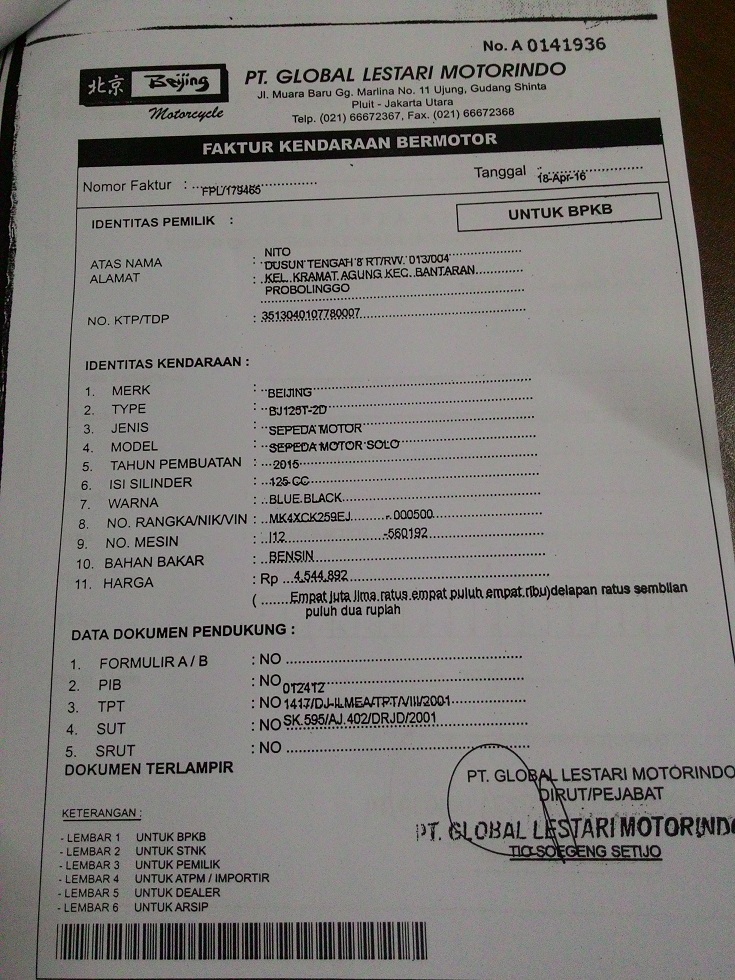 No. A 0141936
北京 Beijing
Motorcycle
PT. GLOBAL LESTARI MOTORINDO
Jl. Muara Baru Gg. Marlina No. 11 Ujung, Gudang Shinta
Pluit - Jakarta Utara
Telp. (021) 66672367, Fax. (021) 66672368
FAKTUR KENDARAAN BERMOTOR
Nomor Faktur : FPL/179465 Tanggal : 18-Apr-16
IDENTITAS PEMILIK : UNTUK BPKB
ATAS NAMA : NITO
ALAMAT : DUSUN TENGAH 8 RT/RW. 013/004
KEL. KRAMAT AGUNG KEC. BANTARAN
PROBOLINGGO
NO. KTP/TDP : 3513040107780007
IDENTITAS KENDARAAN :
1. MERK : BEIJING
2. TYPE : BJ125T-2D
3. JENIS : SEPEDA MOTOR
4. MODEL : SEPEDA MOTOR SOLO
5. TAHUN PEMBUATAN : 2015
6. ISI SILINDER : 125 CC
7. WARNA : BLUE BLACK
8. NO. RANGKA/NIK/VIN : MK4XCK259EJ - 000500
9. NO. MESIN : I12 -560192
10. BAHAN BAKAR : BENSIN
11. HARGA : Rp 4.544.892
( Empat juta lima ratus empat puluh empat ribu)delapan ratus sembilan
puluh dua rupiah
DATA DOKUMEN PENDUKUNG :
1. FORMULIR A / B : NO
2. PIB : NO 012412
3. TPT : NO 1417/DJ-ILMEA/TPT/VIII/2001
4. SUT : NO SK.595/AJ.402/DRJD/2001
5. SRUT : NO
DOKUMEN TERLAMPIR
PT. GLOBAL LESTARI MOTORINDO
DIRUT/PEJABAT
PT. GLOBAL LESTARI MOTORINDO
TIO SOEGENG SETIJO
KETERANGAN :
- LEMBAR 1 UNTUK BPKB
- LEMBAR 2 UNTUK STNK
- LEMBAR 3 UNTUK PEMILIK
- LEMBAR 4 UNTUK ATPM / IMPORTIR
- LEMBAR 5 UNTUK DEALER
- LEMBAR 6 UNTUK ARSIP